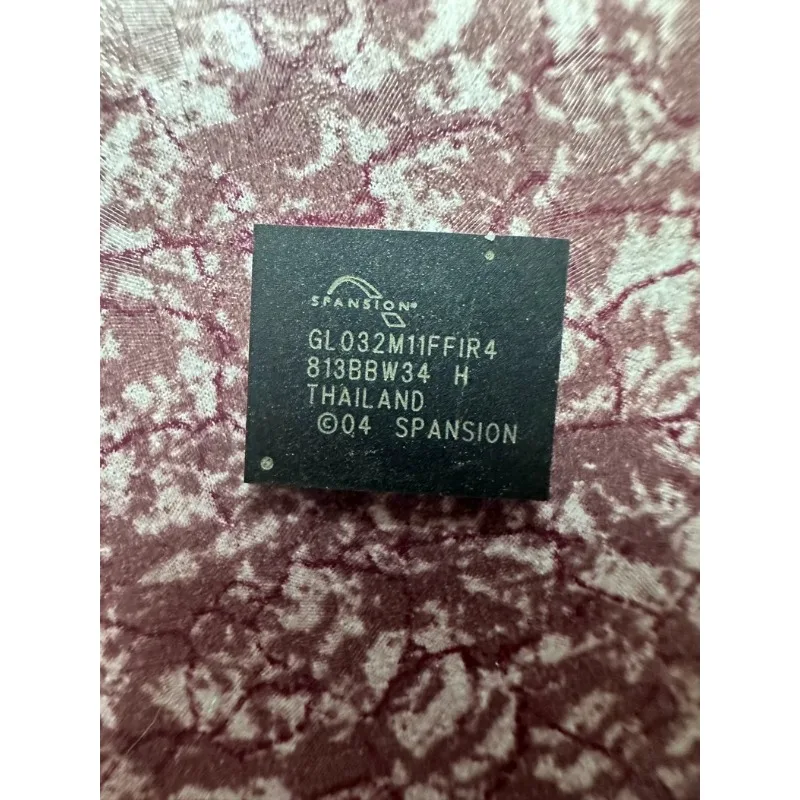 SPANSION®
GL032M11FFIR4
813BBW34 H
THAILAND
©04 SPANSION